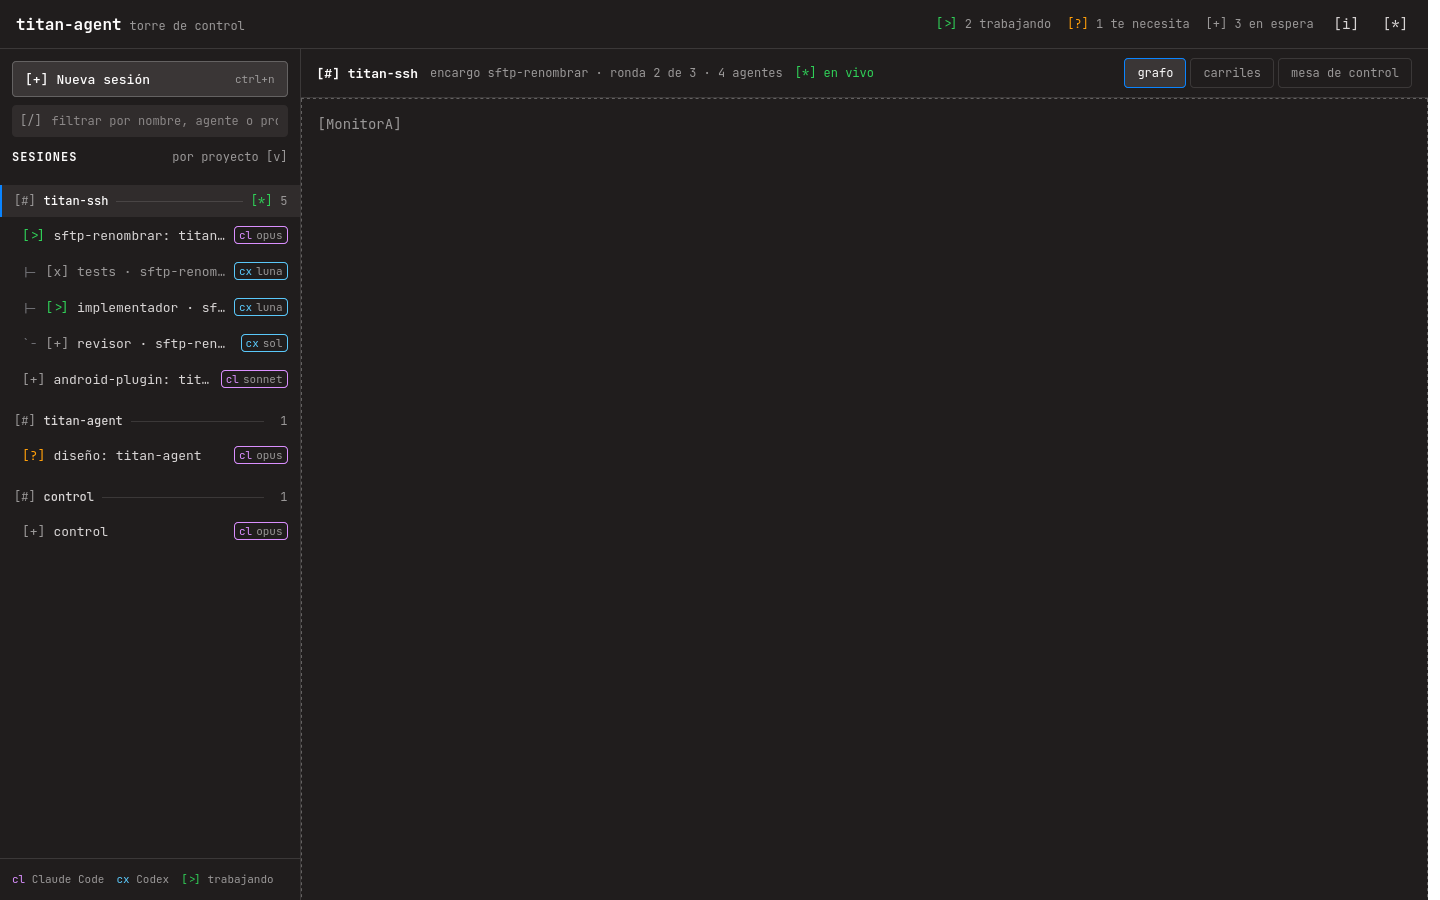 titan-agent torre de control
[>] 2 trabajando [?] 1 te necesita [+] 3 en espera [i] [*]
[+] Nueva sesión ctrl+n
[/] filtrar por nombre, agente o pro
SESIONES por proyecto [v]
[#] titan-ssh [*] 5
[>] sftp-renombrar: titan… cl opus
├─ [x] tests · sftp-renom… cx luna
├─ [>] implementador · sf… cx luna
`- [+] revisor · sftp-ren… cx sol
[+] android-plugin: tit… cl sonnet
[#] titan-agent 1
[?] diseño: titan-agent cl opus
[#] control 1
[+] control cl opus
cl Claude Code cx Codex [>] trabajando
[#] titan-ssh encargo sftp-renombrar · ronda 2 de 3 · 4 agentes [*] en vivo
grafo carriles mesa de control
[MonitorA]